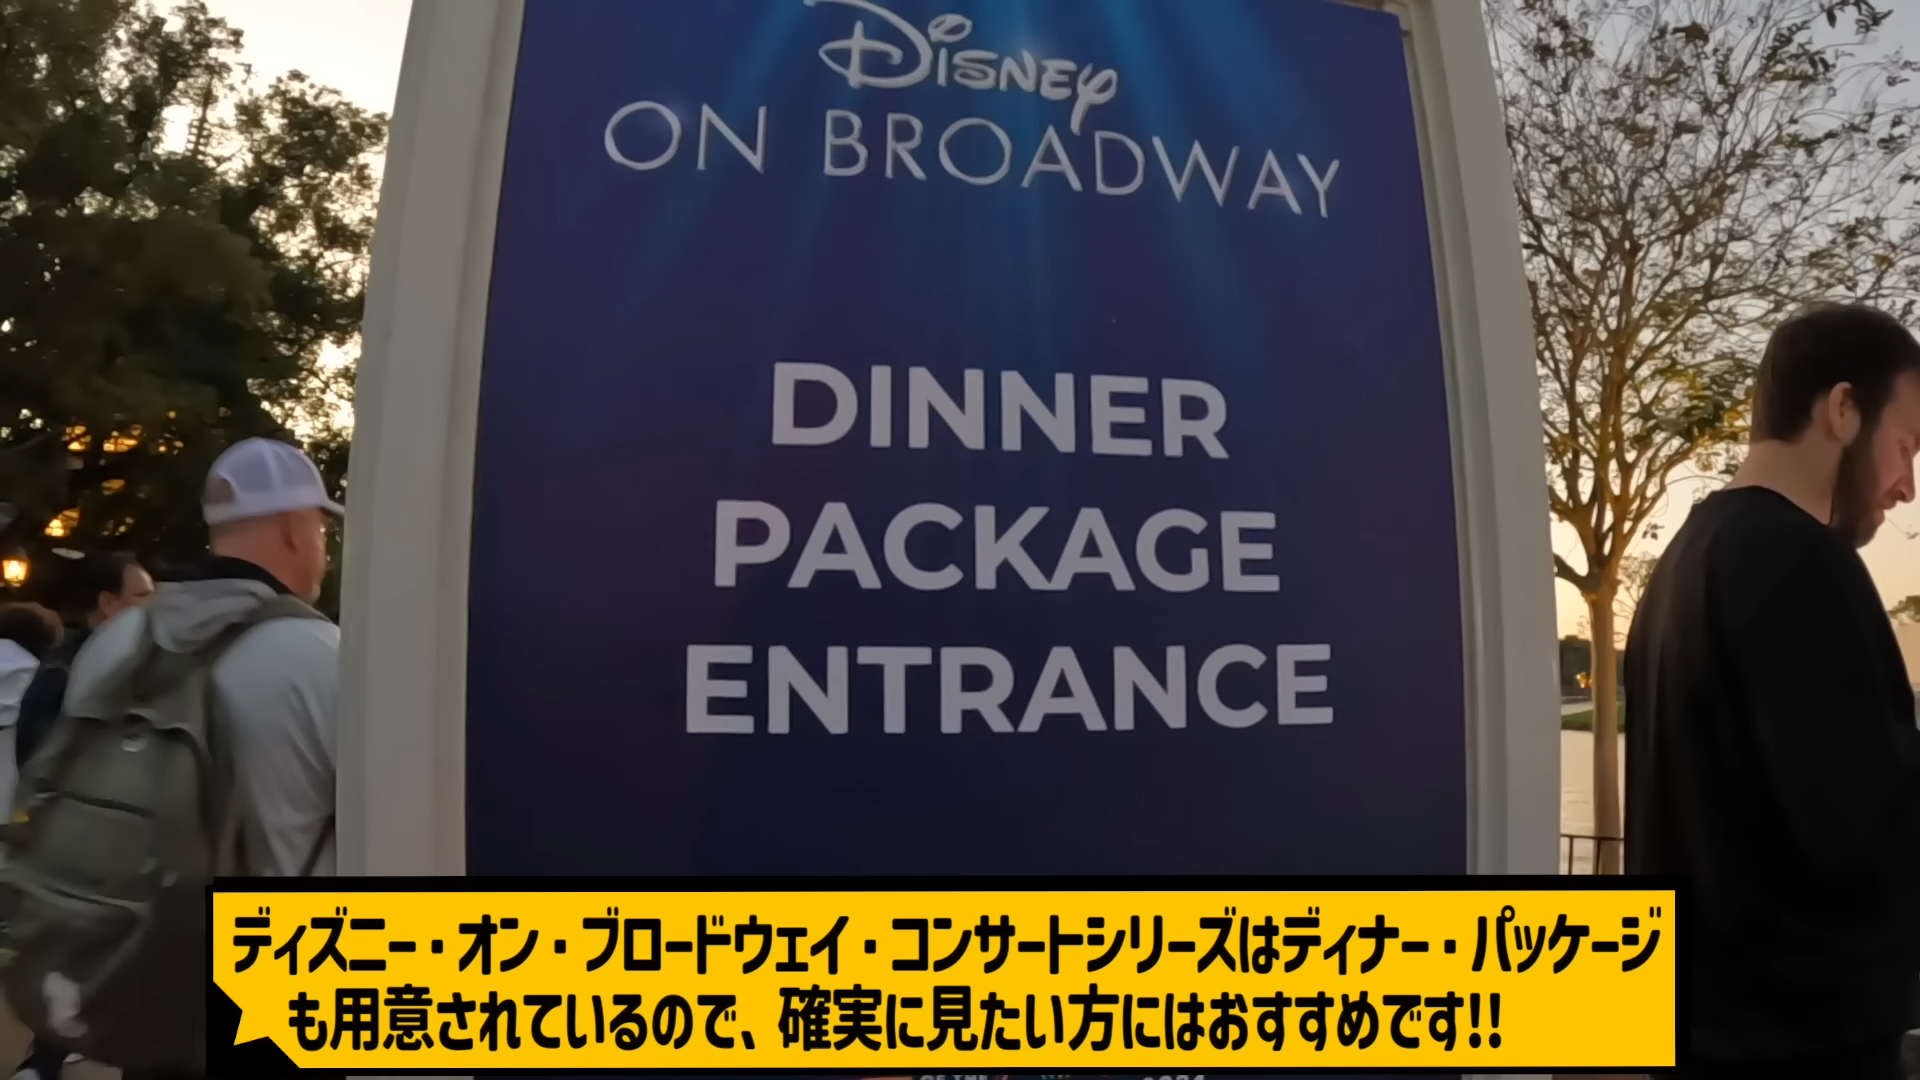 Disney
ON BROADWAY
DINNER
PACKAGE
ENTRANCE
ディズニー・オン・ブロードウェイ・コンサートシリーズはディナー・パッケージ
も用意されているので、確実に見たい方にはおすすめです!!